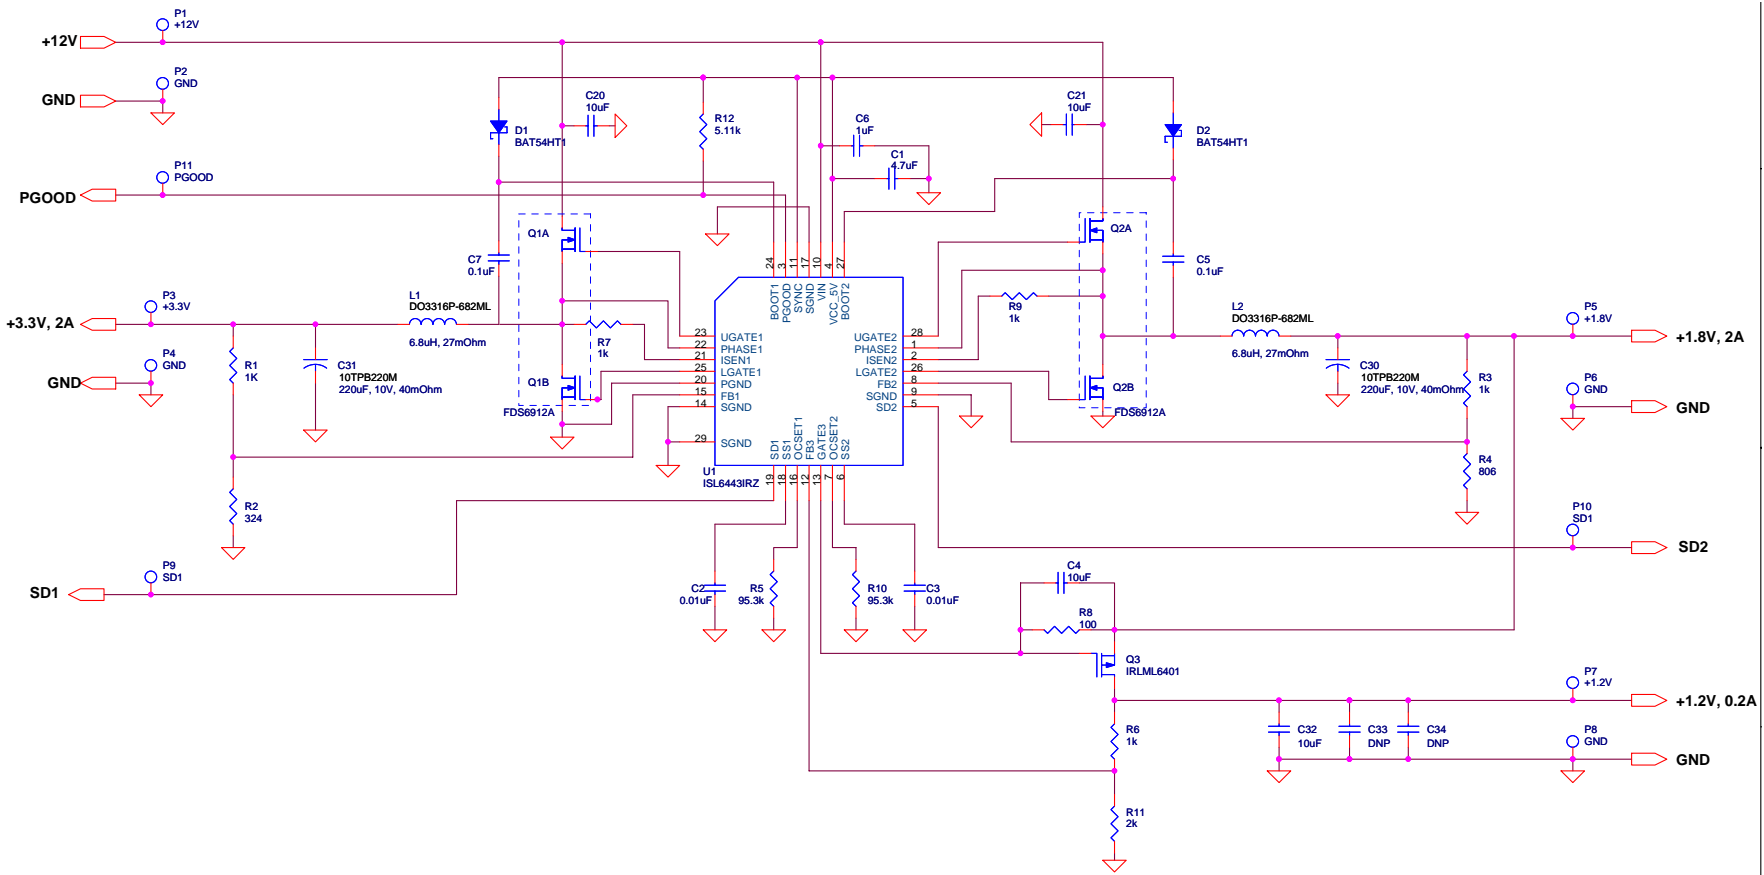 P1
+12V
+12V
P2
GND
GND
C20
10uF
C21
10uF
D1
BAT54HT1
R12
5.11k
C6
1uF
C1
4.7uF
D2
BAT54HT1
P11
PGOOD
PGOOD
Q1A
Q2A
C7
0.1uF
C5
0.1uF
24
3
11
17
10
4
27
BOOT1
PGOOD
SYNC
SGND
VIN
VCC_5V
BOOT2
P3
+3.3V
+3.3V, 2A
L1
DO3316P-682ML
6.8uH, 27mOhm
R7
1k
R9
1k
L2
DO3316P-682ML
6.8uH, 27mOhm
P5
+1.8V
+1.8V, 2A
23 UGATE1
22 PHASE1
21 ISEN1
25 LGATE1
20 PGND
15 FB1
14 SGND
29 SGND
UGATE2 28
PHASE2 1
ISEN2 2
LGATE2 26
FB2 8
SGND 9
SD2 5
P4
GND
GND
R1
1K
C31
10TPB220M
220uF, 10V, 40mOhm
Q1B
FDS6912A
Q2B
FDS6912A
C30
10TPB220M
220uF, 10V, 40mOhm
R3
1k
P6
GND
GND
SD1
SS1
OCSET1
FB3
GATE3
OCSET2
SS2
U1
ISL6443IRZ
19
18
16
12
13
7
6
R4
806
R2
324
P10
SD1
SD2
P9
SD1
SD1
C2
0.01uF
R5
95.3k
R10
95.3k
C3
0.01uF
C4
10uF
R8
100
Q3
IRLML6401
P7
+1.2V
+1.2V, 0.2A
R6
1k
C32
10uF
C33
DNP
C34
DNP
P8
GND
GND
R11
2k